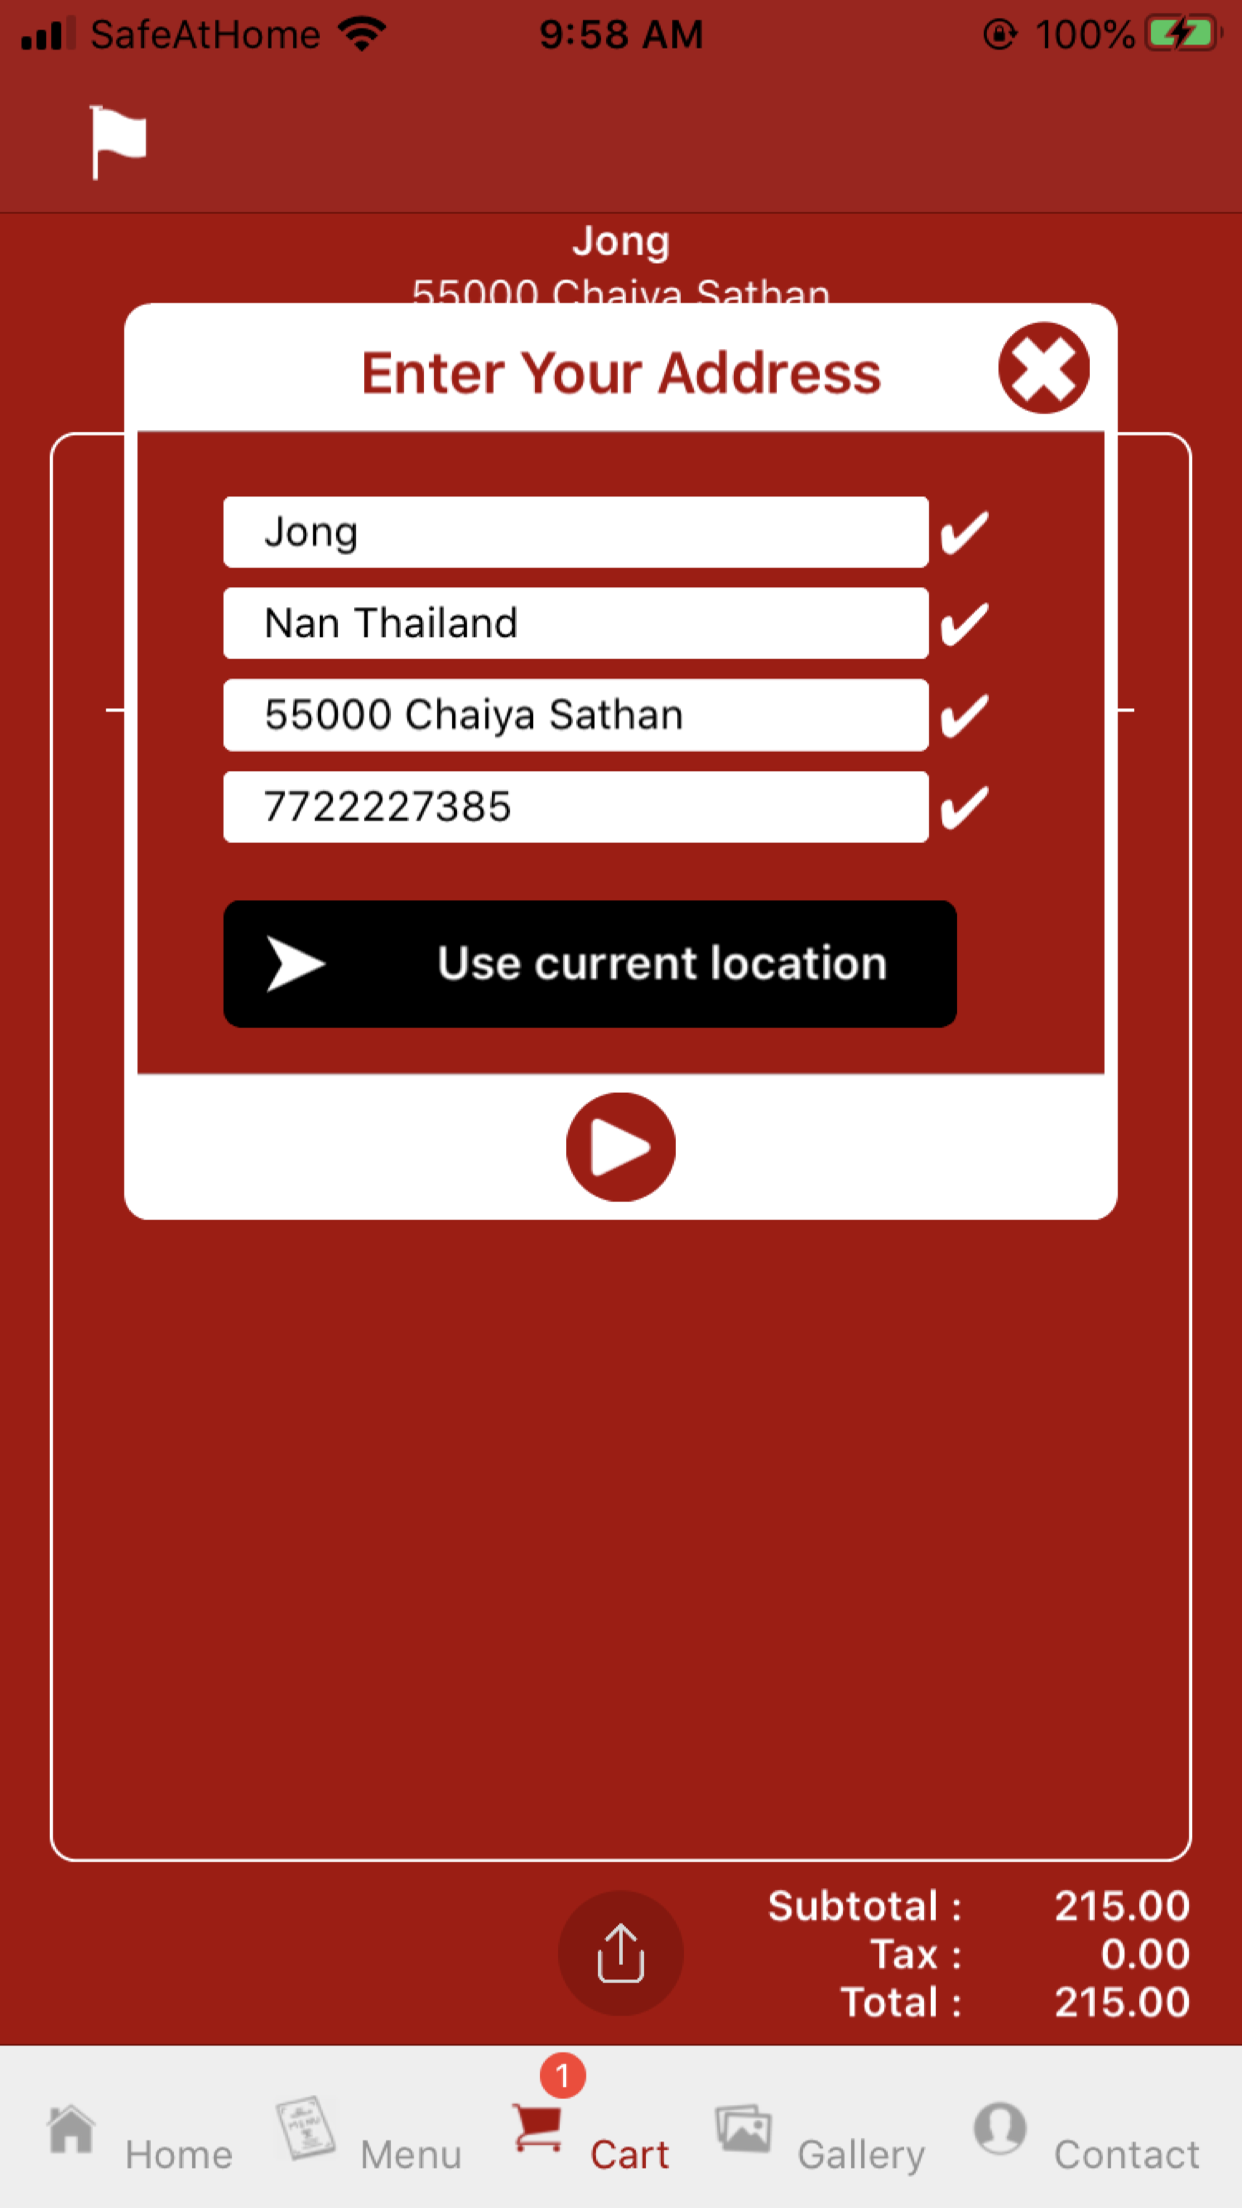 SafeAtHome 9:58 AM 100%
Jong
55000 Chaiya Sathan
Enter Your Address
Jong
Nan Thailand
55000 Chaiya Sathan
7722227385
Use current location
Subtotal : 215.00
Tax : 0.00
Total : 215.00
1
Home Menu Cart Gallery Contact